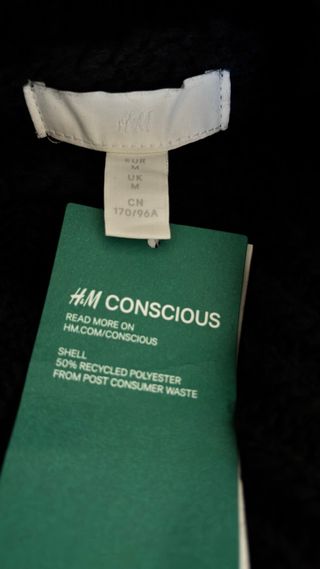 H&M
EUR
M
UK
M
CN
170/96A
H&M CONSCIOUS
READ MORE ON
HM.COM/CONSCIOUS
SHELL
50% RECYCLED POLYESTER
FROM POST CONSUMER WASTE